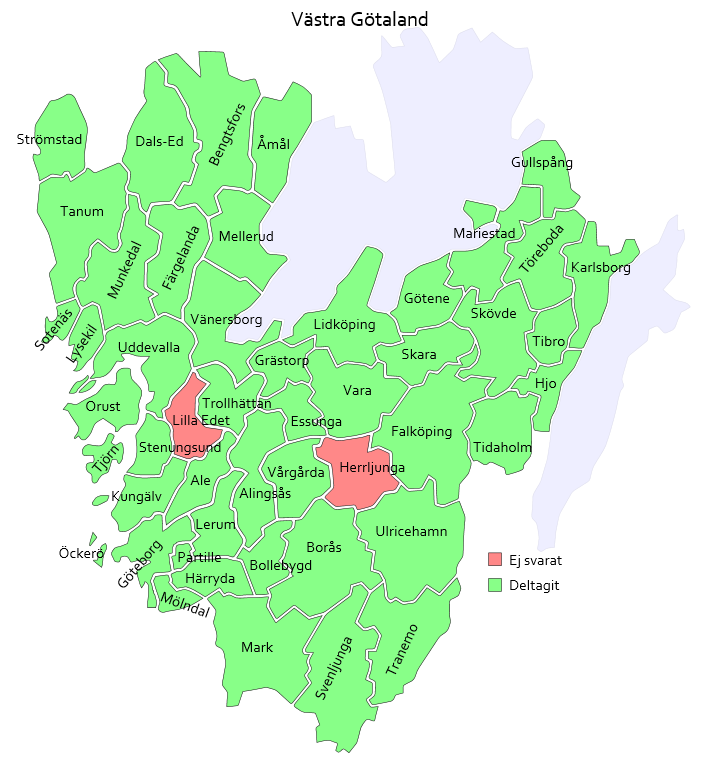 Västra Götaland
Strömstad
Dals-Ed
Bengtsfors
Åmål
Gullspång
Tanum
Munkedal
Färgelanda
Mellerud
Mariestad
Töreboda
Karlsborg
Götene
Skövde
Sotenäs
Lysekil
Vänersborg
Lidköping
Tibro
Uddevalla
Grästorp
Skara
Hjo
Orust
Trollhättan
Vara
Lilla Edet
Essunga
Falköping
Tidaholm
Stenungsund
Tjörn
Herrljunga
Vårgårda
Ale
Alingsås
Kungälv
Lerum
Ulricehamn
Öckerö
Göteborg
Partille
Borås
Bollebygd
Härryda
Mölndal
Ej svarat
Deltagit
Mark
Svenljunga
Tranemo